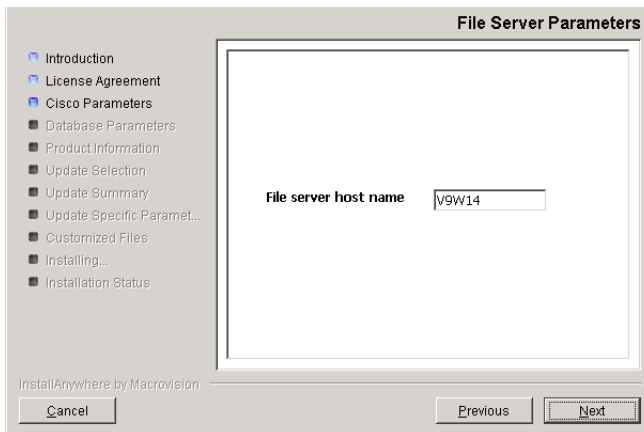 File Server Parameters
Introduction
License Agreement
Cisco Parameters
Database Parameters
Product Information
Update Selection
Update Summary
Update Specific Paramet...
Customized Files
Installing...
Installation Status
File server host name
V9W14
InstallAnywhere by Macrovision
Cancel
Previous
Next